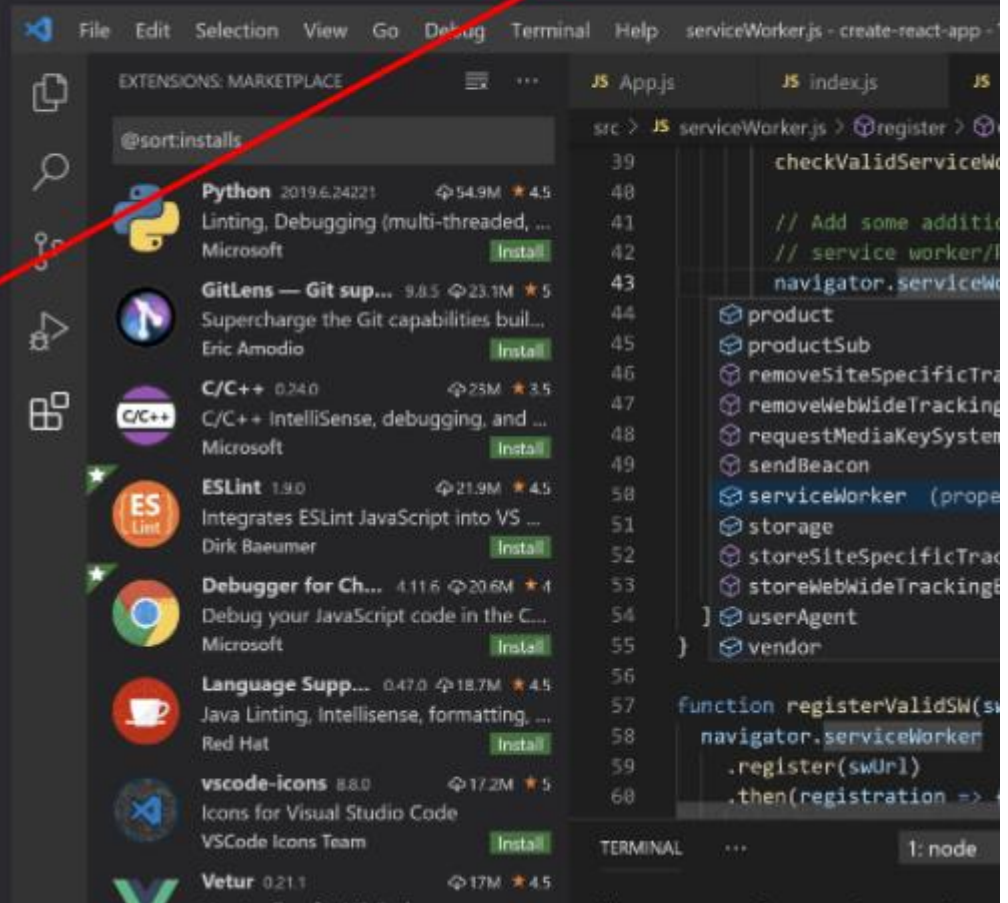 File Edit Selection View Go Debug Terminal Help serviceWorker.js - create-react-app -
EXTENSIONS: MARKETPLACE ...
@sort:installs
Python 2019.6.24221 54.9M 4.5
Linting, Debugging (multi-threaded, ...
Microsoft Install
GitLens — Git sup... 9.8.5 23.1M 5
Supercharge the Git capabilities buil...
Eric Amodio Install
C/C++
C/C++ 0.24.0 23M 3.5
C/C++ IntelliSense, debugging, and ...
Microsoft Install
ES
Lint
ESLint 1.9.0 21.9M 4.5
Integrates ESLint JavaScript into VS ...
Dirk Baeumer Install
Debugger for Ch... 4.11.6 20.6M 4
Debug your JavaScript code in the C...
Microsoft Install
Language Supp... 0.47.0 18.7M 4.5
Java Linting, Intellisense, formatting, ...
Red Hat Install
vscode-icons 8.8.0 17.2M 5
Icons for Visual Studio Code
VSCode Icons Team Install
Vetur 0.21.1 17M 4.5
JS App.js JS index.js JS
src > JS serviceWorker.js > register >
39 checkValidServiceWo
40
41 // Add some additio
42 // service worker/
43 navigator.serviceWo
44 product
45 productSub
46 removeSiteSpecificTra
47 removeWebWideTracking
48 requestMediaKeySystem
49 sendBeacon
50 serviceWorker (prope
51 storage
52 storeSiteSpecificTrac
53 storeWebWideTrackingE
54 ] userAgent
55 } vendor
56
57 function registerValidSW(sw
58 navigator.serviceWorker
59 .register(swUrl)
60 .then(registration =>
TERMINAL ... 1: node